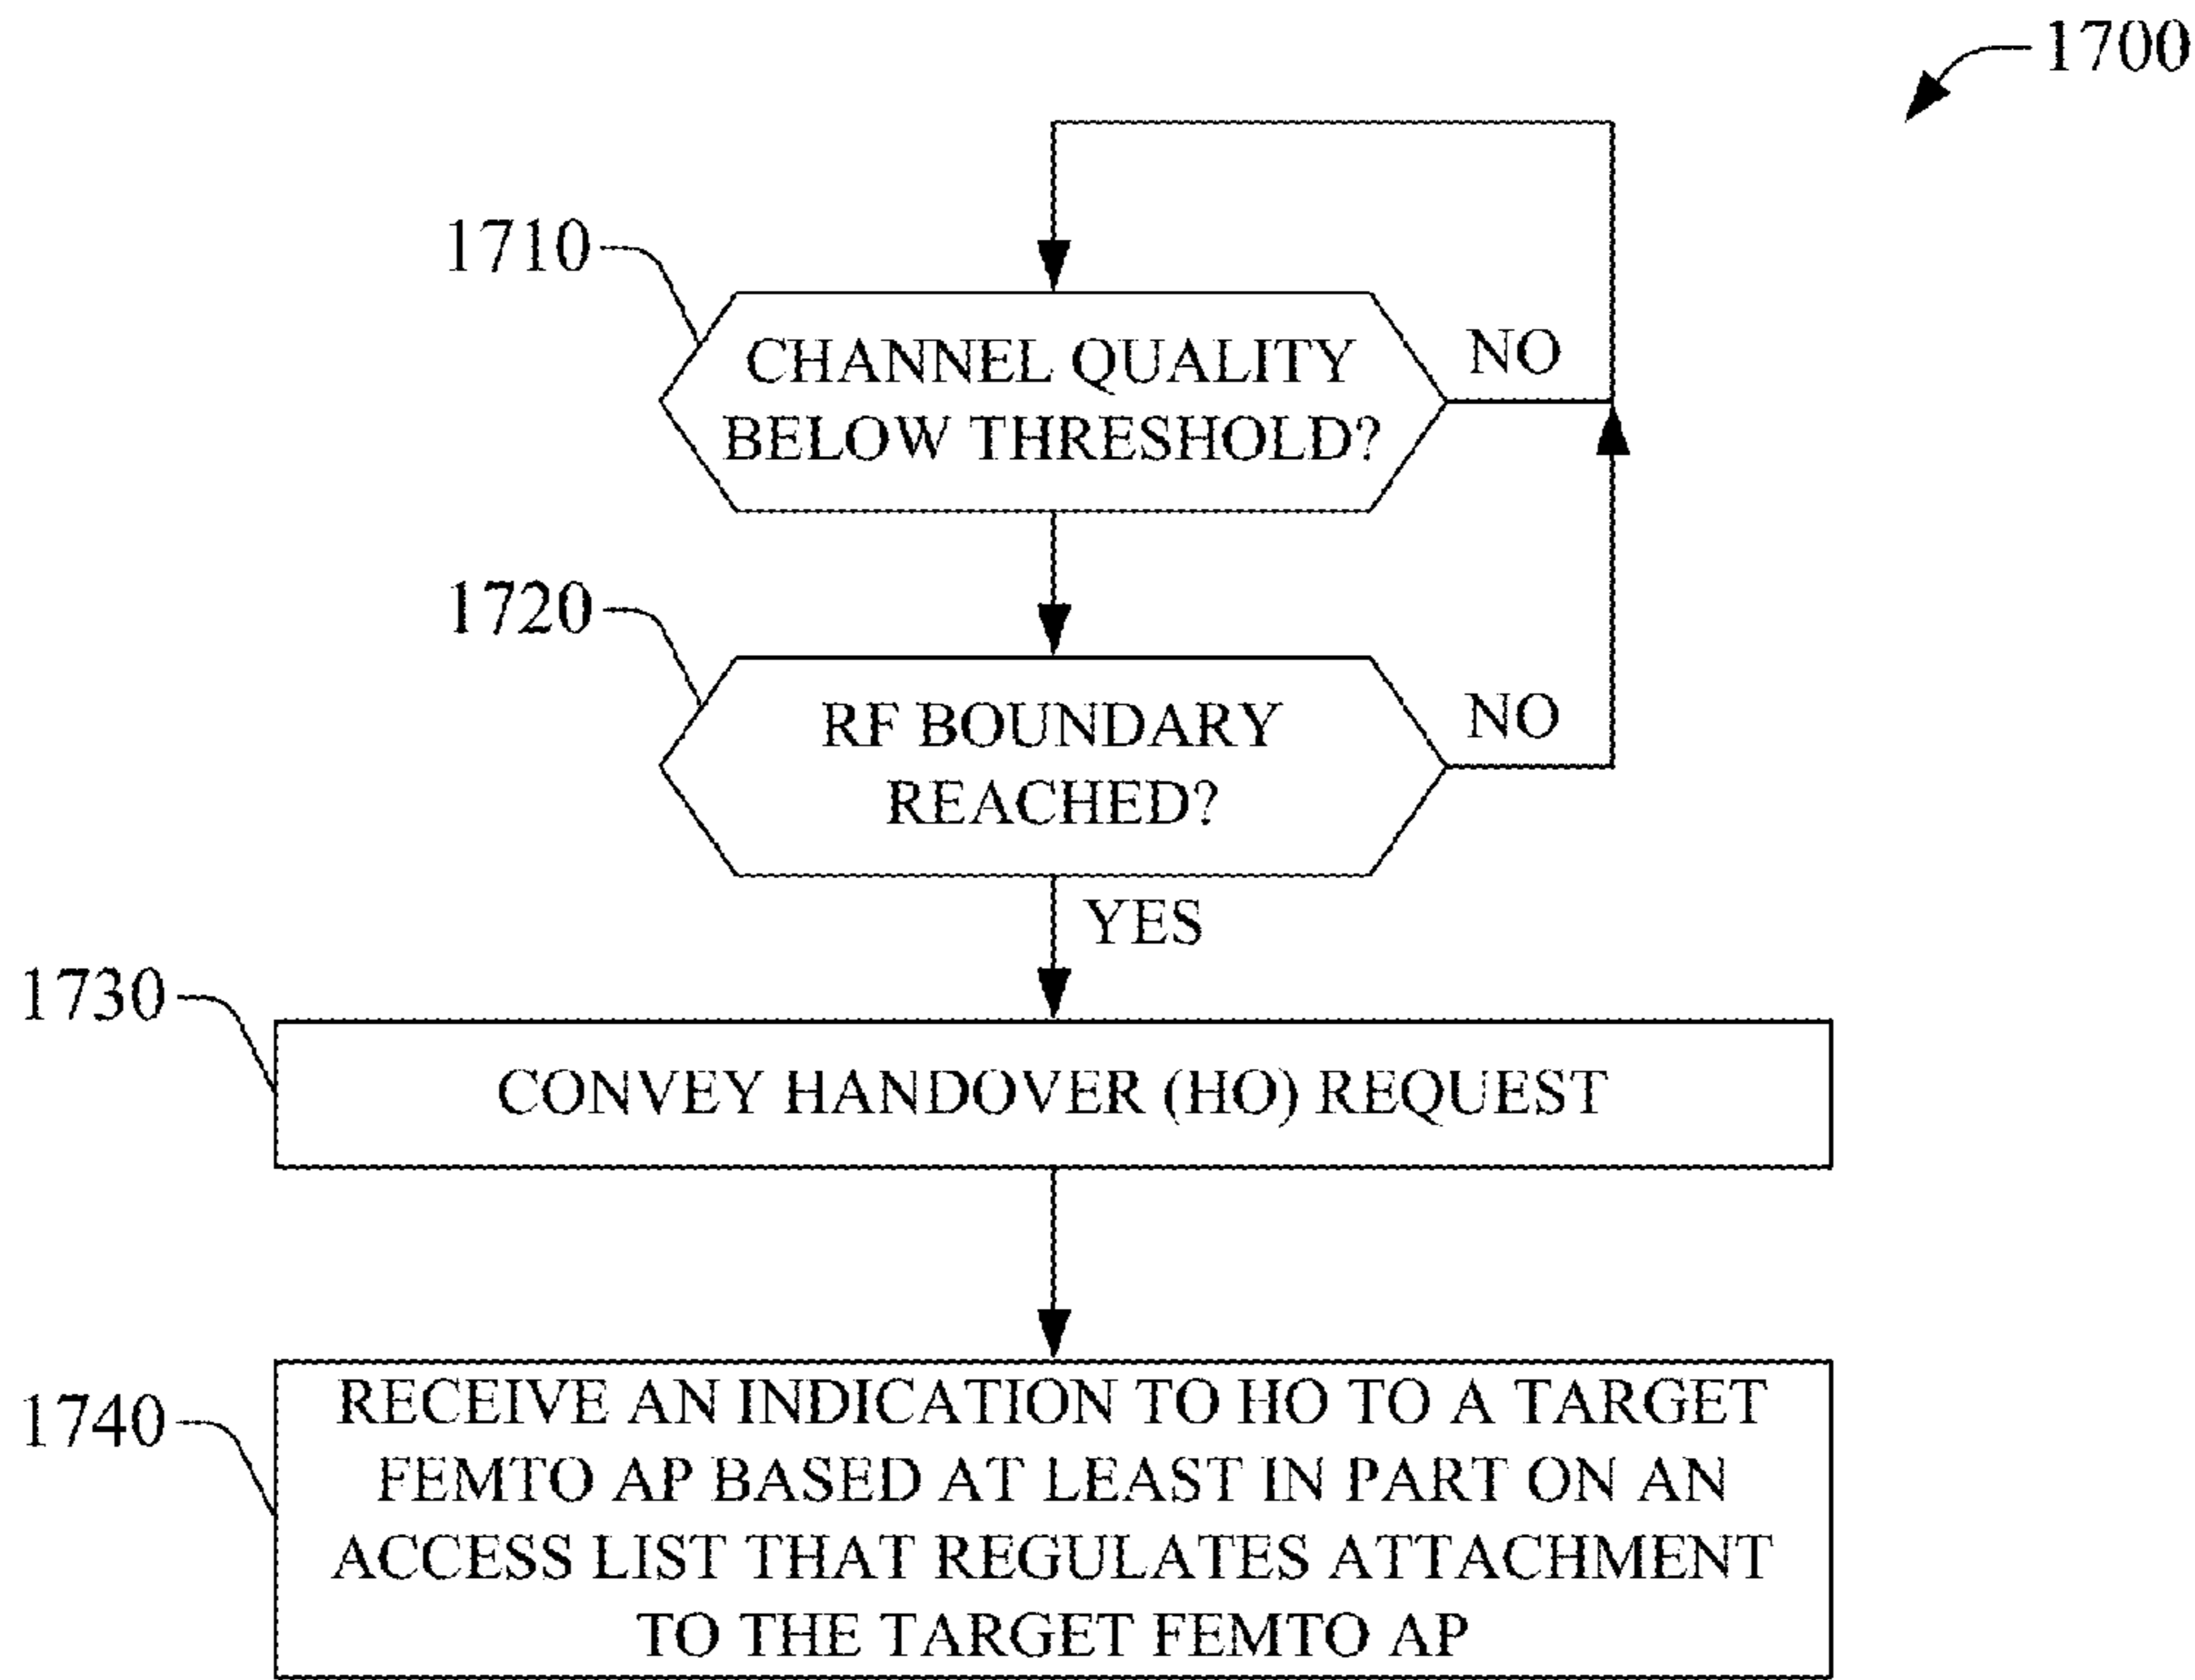 1700
1710
CHANNEL QUALITY
BELOW THRESHOLD?
NO
1720
RF BOUNDARY
REACHED?
NO
YES
1730
CONVEY HANDOVER (HO) REQUEST
1740
RECEIVE AN INDICATION TO HO TO A TARGET
FEMTO AP BASED AT LEAST IN PART ON AN
ACCESS LIST THAT REGULATES ATTACHMENT
TO THE TARGET FEMTO AP